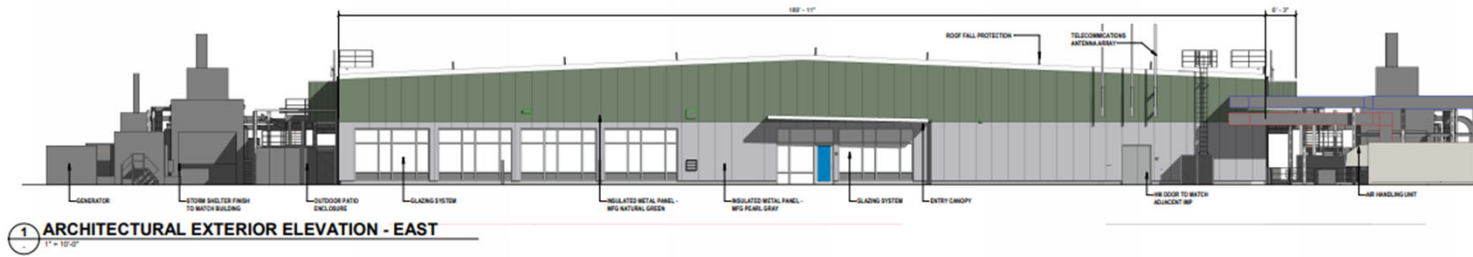 189' - 11"
6' - 3"
ROOF FALL PROTECTION
TELECOMMICATIONS
ANTENNA ARRAY
GENERATOR
STORM SHELTER FINISH
TO MATCH BUILDING
OUTDOOR PATIO
ENCLOSURE
GLAZING SYSTEM
INSULATED METAL PANEL -
MFG NATURAL GREEN
INSULATED METAL PANEL -
MFG PEARL GRAY
GLAZING SYSTEM
ENTRY CANOPY
HM DOOR TO MATCH
ADJACENT IMP
AIR HANDLING UNIT
1
ARCHITECTURAL EXTERIOR ELEVATION - EAST
1" = 10'-0"